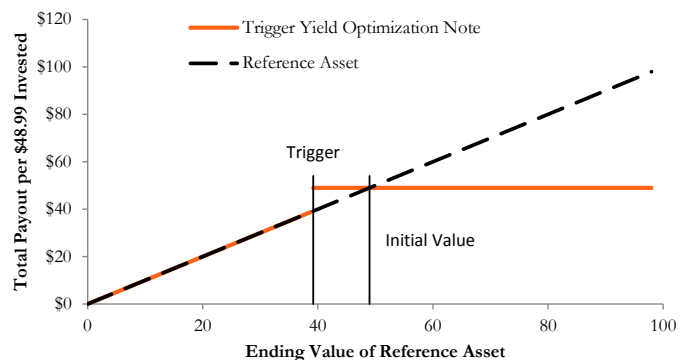 Total Payout per $48.99 Invested
$120
$100
$80
$60
$40
$20
$0
Trigger Yield Optimization Note
Reference Asset
Trigger
Initial Value
0
20
40
60
80
100
Ending Value of Reference Asset